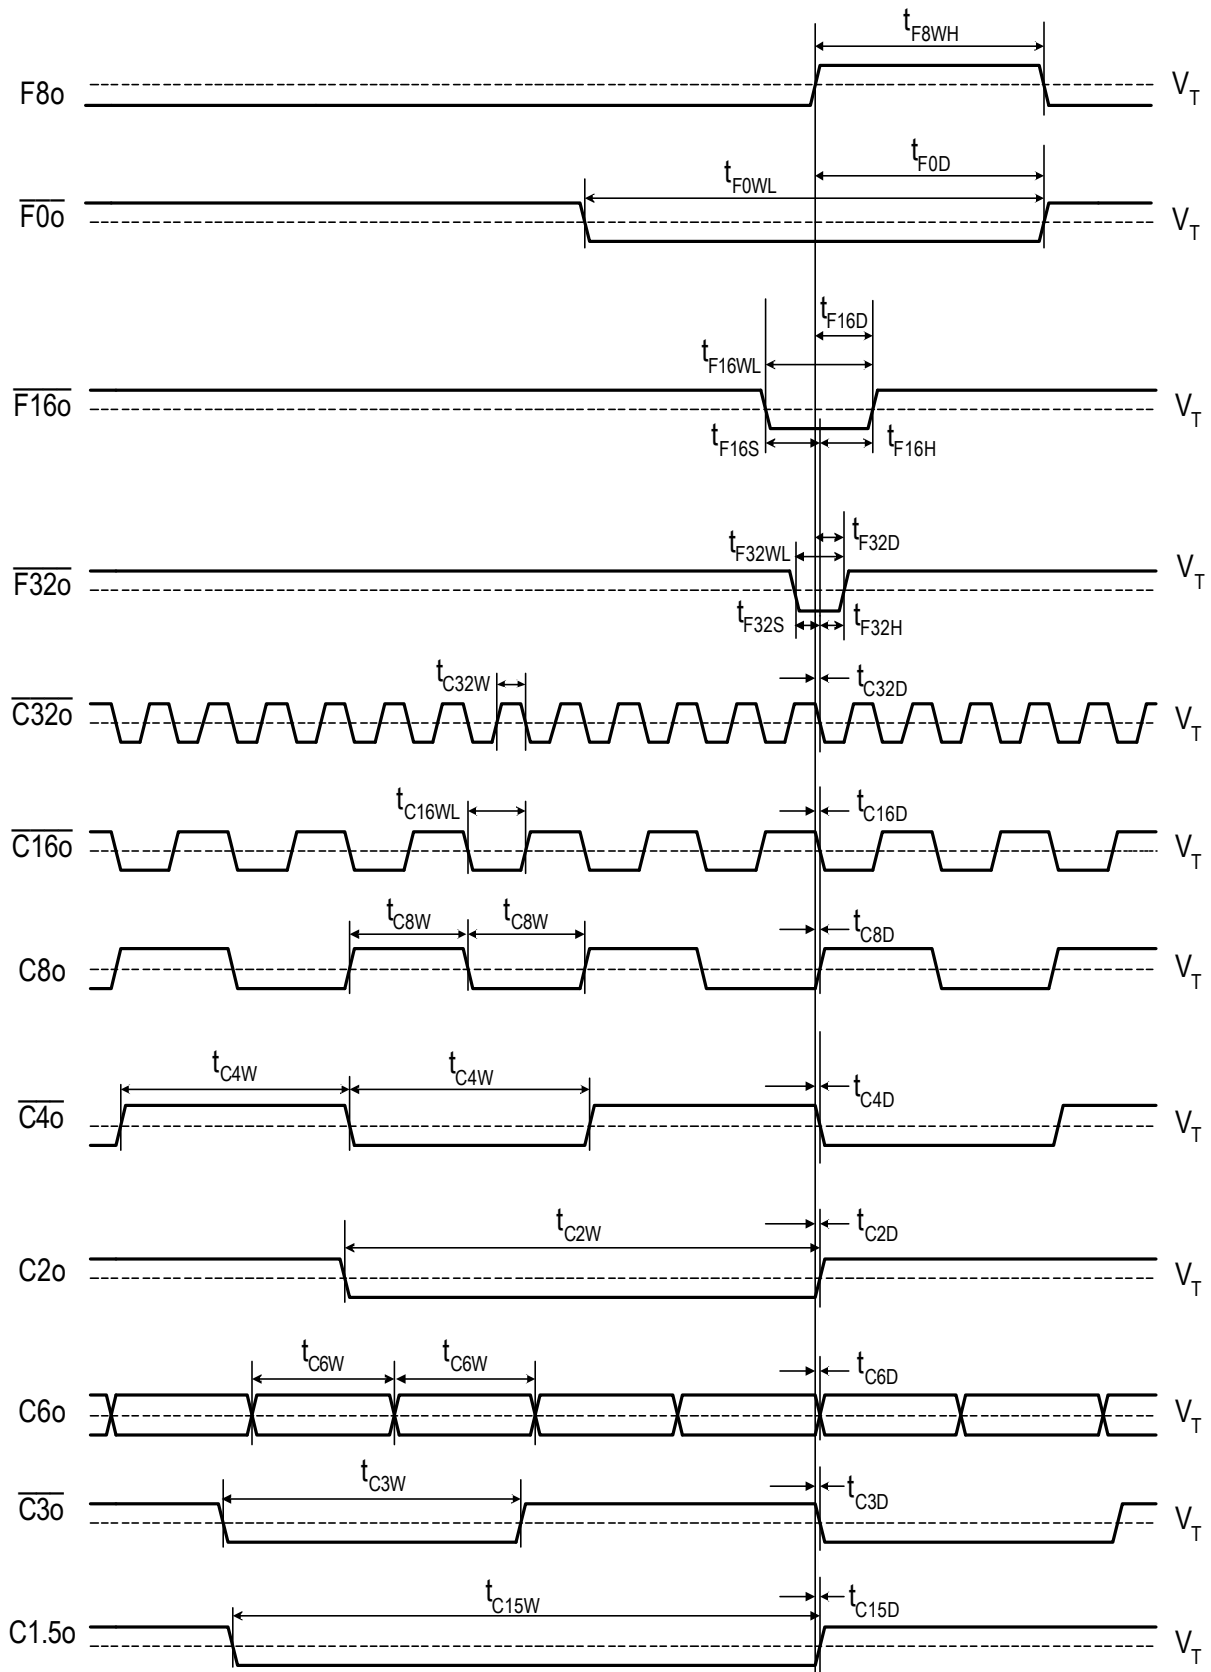 tF8WH
F8o VT
tF0D
tF0WL
F0o VT
tF16D
tF16WL
F16o VT
tF16S tF16H
tF32WL tF32D
F32o VT
tF32S tF32H
tC32W tC32D
C32o VT
tC16WL tC16D
C16o VT
tC8W tC8W tC8D
C8o VT
tC4W tC4W tC4D
C4o VT
tC2W tC2D
C2o VT
tC6W tC6W tC6D
C6o VT
tC3W tC3D
C3o VT
tC15W tC15D
C1.5o VT